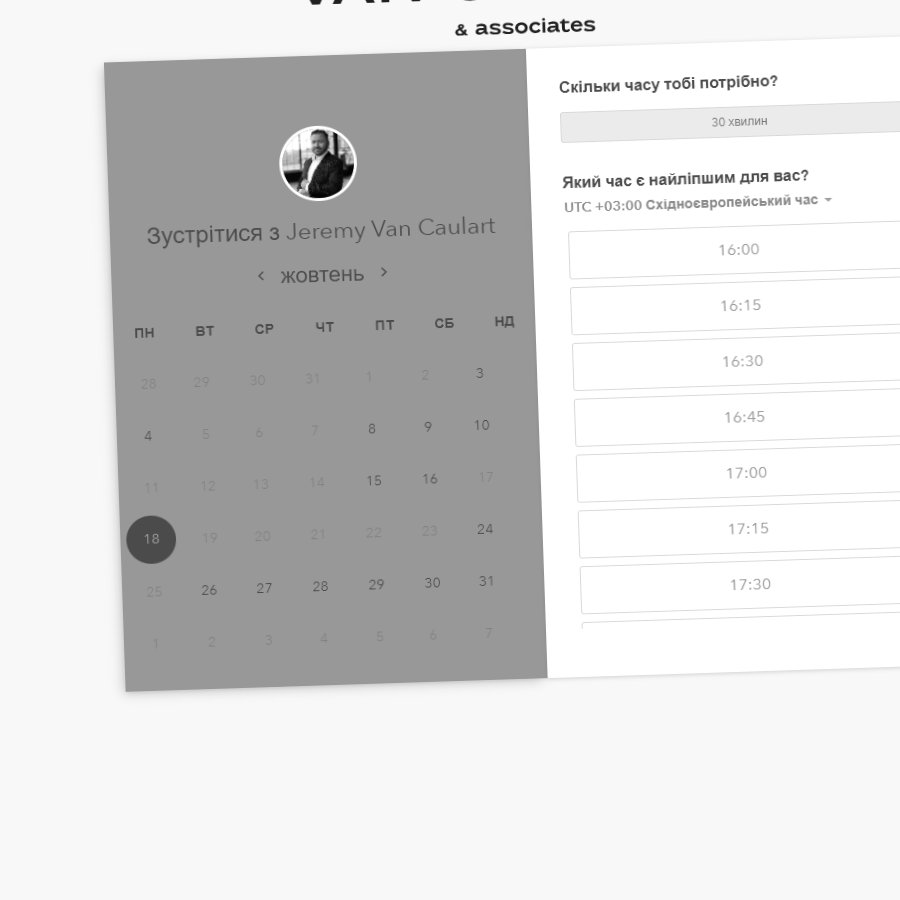 & associates
Зустрітися з Jeremy Van Caulart
жовтень
ПН ВТ СР ЧТ ПТ СБ НД
28 29 30 31 1 2 3
4 5 6 7 8 9 10
11 12 13 14 15 16 17
18 19 20 21 22 23 24
25 26 27 28 29 30 31
1 2 3 4 5 6 7
Скільки часу тобі потрібно?
30 хвилин
Який час є найліпшим для вас?
UTC +03:00 Східноєвропейський час
16:00
16:15
16:30
16:45
17:00
17:15
17:30